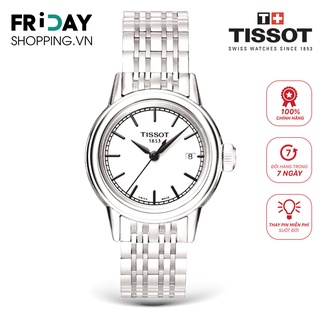 FRIDAY
SHOPPING.VN
TISSOT
SWISS WATCHES SINCE 1853
TISSOT
1853
100%
CHÍNH HÃNG
7
ĐỔI HÀNG TRONG
7 NGÀY
THAY PIN MIỄN PHÍ
SUỐT ĐỜI